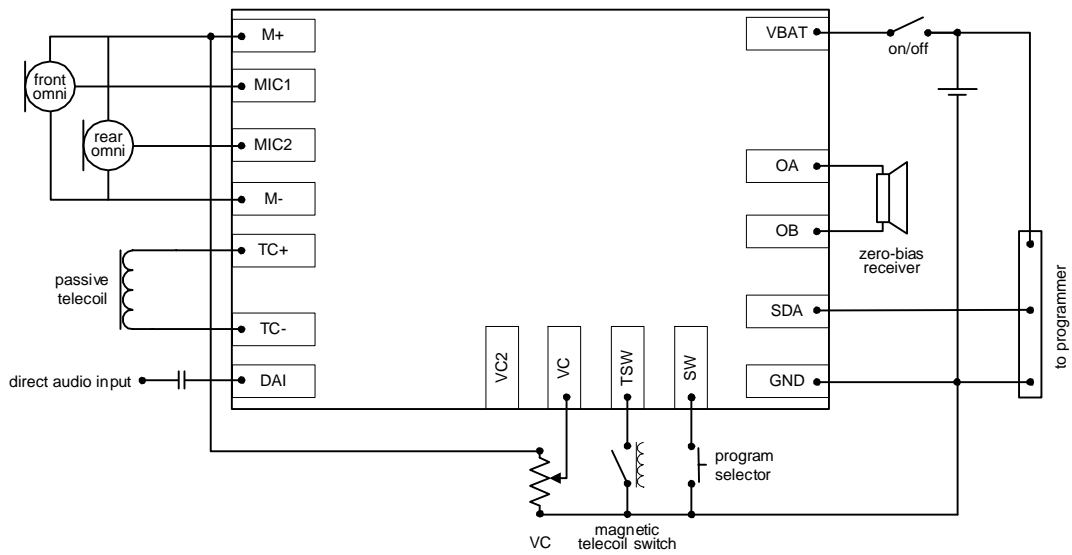 M+
VBAT
on/off
front
omni
MIC1
rear
omni
MIC2
OA
M-
OB
TC+
zero-bias
receiver
passive
telecoil
SDA
TC-
to programmer
direct audio input
DAI
VC2
VC
TSW
SW
GND
program
selector
VC
magnetic
telecoil switch